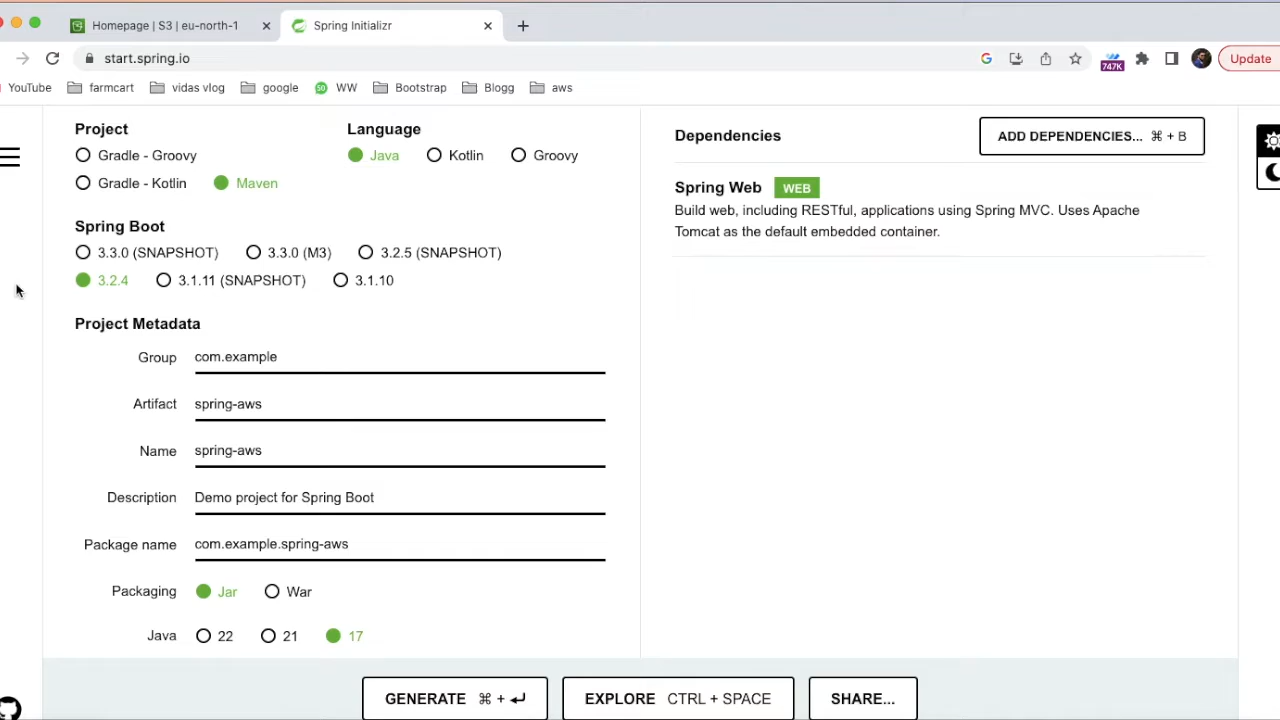 Homepage | S3 | eu-north-1
Spring Initializr
start.spring.io
747K
Update
YouTube farmcart vidas vlog google WW Bootstrap Blogg aws
Project
Gradle - Groovy
Gradle - Kotlin Maven
Language
Java Kotlin Groovy
Spring Boot
3.3.0 (SNAPSHOT) 3.3.0 (M3) 3.2.5 (SNAPSHOT)
3.2.4 3.1.11 (SNAPSHOT) 3.1.10
Project Metadata
Group com.example
Artifact spring-aws
Name spring-aws
Description Demo project for Spring Boot
Package name com.example.spring-aws
Packaging Jar War
Java 22 21 17
Dependencies
ADD DEPENDENCIES... ⌘ + B
Spring Web WEB
Build web, including RESTful, applications using Spring MVC. Uses Apache
Tomcat as the default embedded container.
GENERATE ⌘ + ↵
EXPLORE CTRL + SPACE
SHARE...